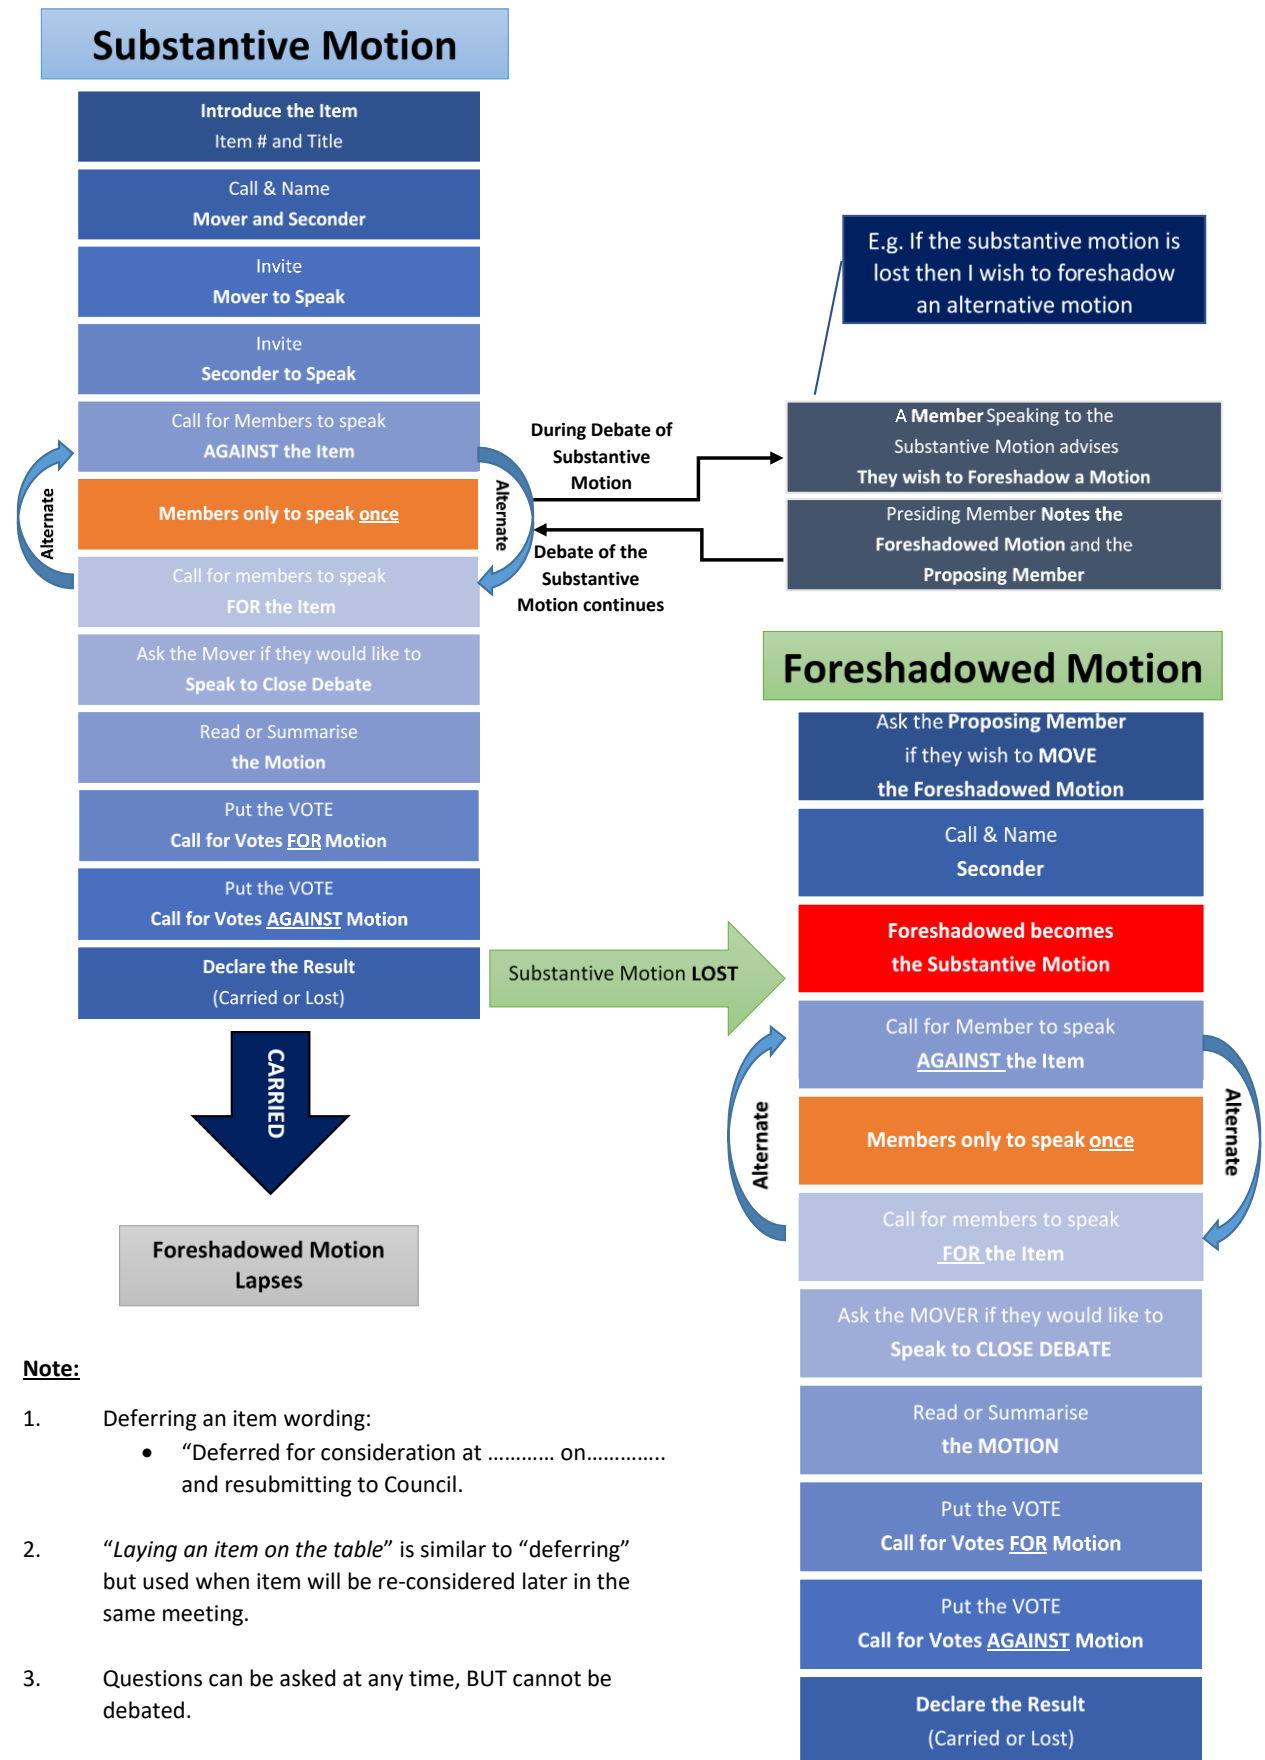 Substantive Motion
Introduce the Item
Item # and Title
Call & Name
Mover and Seconder
Invite
Mover to Speak
Invite
Seconder to Speak
Call for Members to speak
AGAINST the Item
Alternate
Members only to speak once
Alternate
Call for members to speak
FOR the Item
Ask the Mover if they would like to
Speak to Close Debate
Read or Summarise
the Motion
Put the VOTE
Call for Votes FOR Motion
Put the VOTE
Call for Votes AGAINST Motion
Declare the Result
(Carried or Lost)
CARRIED
Foreshadowed Motion
Lapses
During Debate of
Substantive
Motion
Debate of the
Substantive
Motion continues
E.g. If the substantive motion is
lost then I wish to foreshadow
an alternative motion
A Member Speaking to the
Substantive Motion advises
They wish to Foreshadow a Motion
Presiding Member Notes the
Foreshadowed Motion and the
Proposing Member
Substantive Motion LOST
Foreshadowed Motion
Ask the Proposing Member
if they wish to MOVE
the Foreshadowed Motion
Call & Name
Seconder
Foreshadowed becomes
the Substantive Motion
Call for Member to speak
AGAINST the Item
Alternate
Members only to speak once
Alternate
Call for members to speak
FOR the Item
Ask the MOVER if they would like to
Speak to CLOSE DEBATE
Read or Summarise
the MOTION
Put the VOTE
Call for Votes FOR Motion
Put the VOTE
Call for Votes AGAINST Motion
Declare the Result
(Carried or Lost)
Note:
1. Deferring an item wording:
• “Deferred for consideration at ………… on…………..
and resubmitting to Council.
2. “Laying an item on the table” is similar to “deferring”
but used when item will be re-considered later in the
same meeting.
3. Questions can be asked at any time, BUT cannot be
debated.